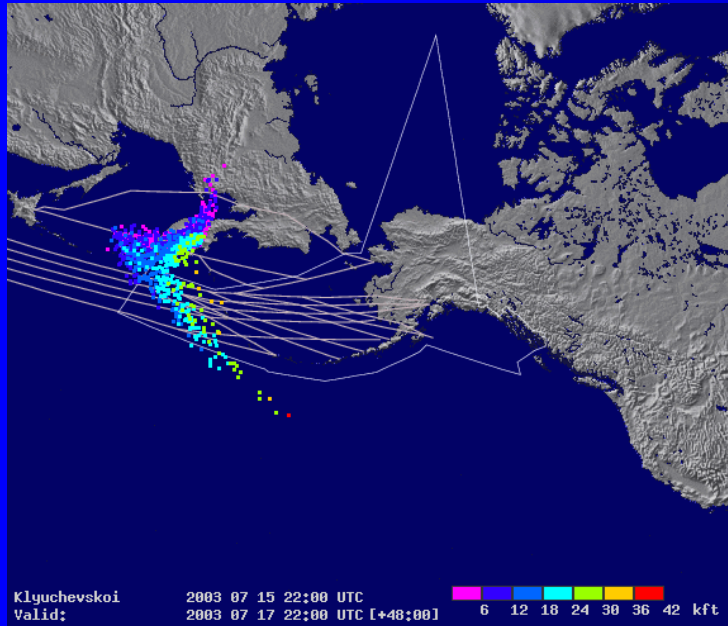 Klyuchevskoi 2003 07 15 22:00 UTC
Valid: 2003 07 17 22:00 UTC [+48:00]
6 12 18 24 30 36 42 kft